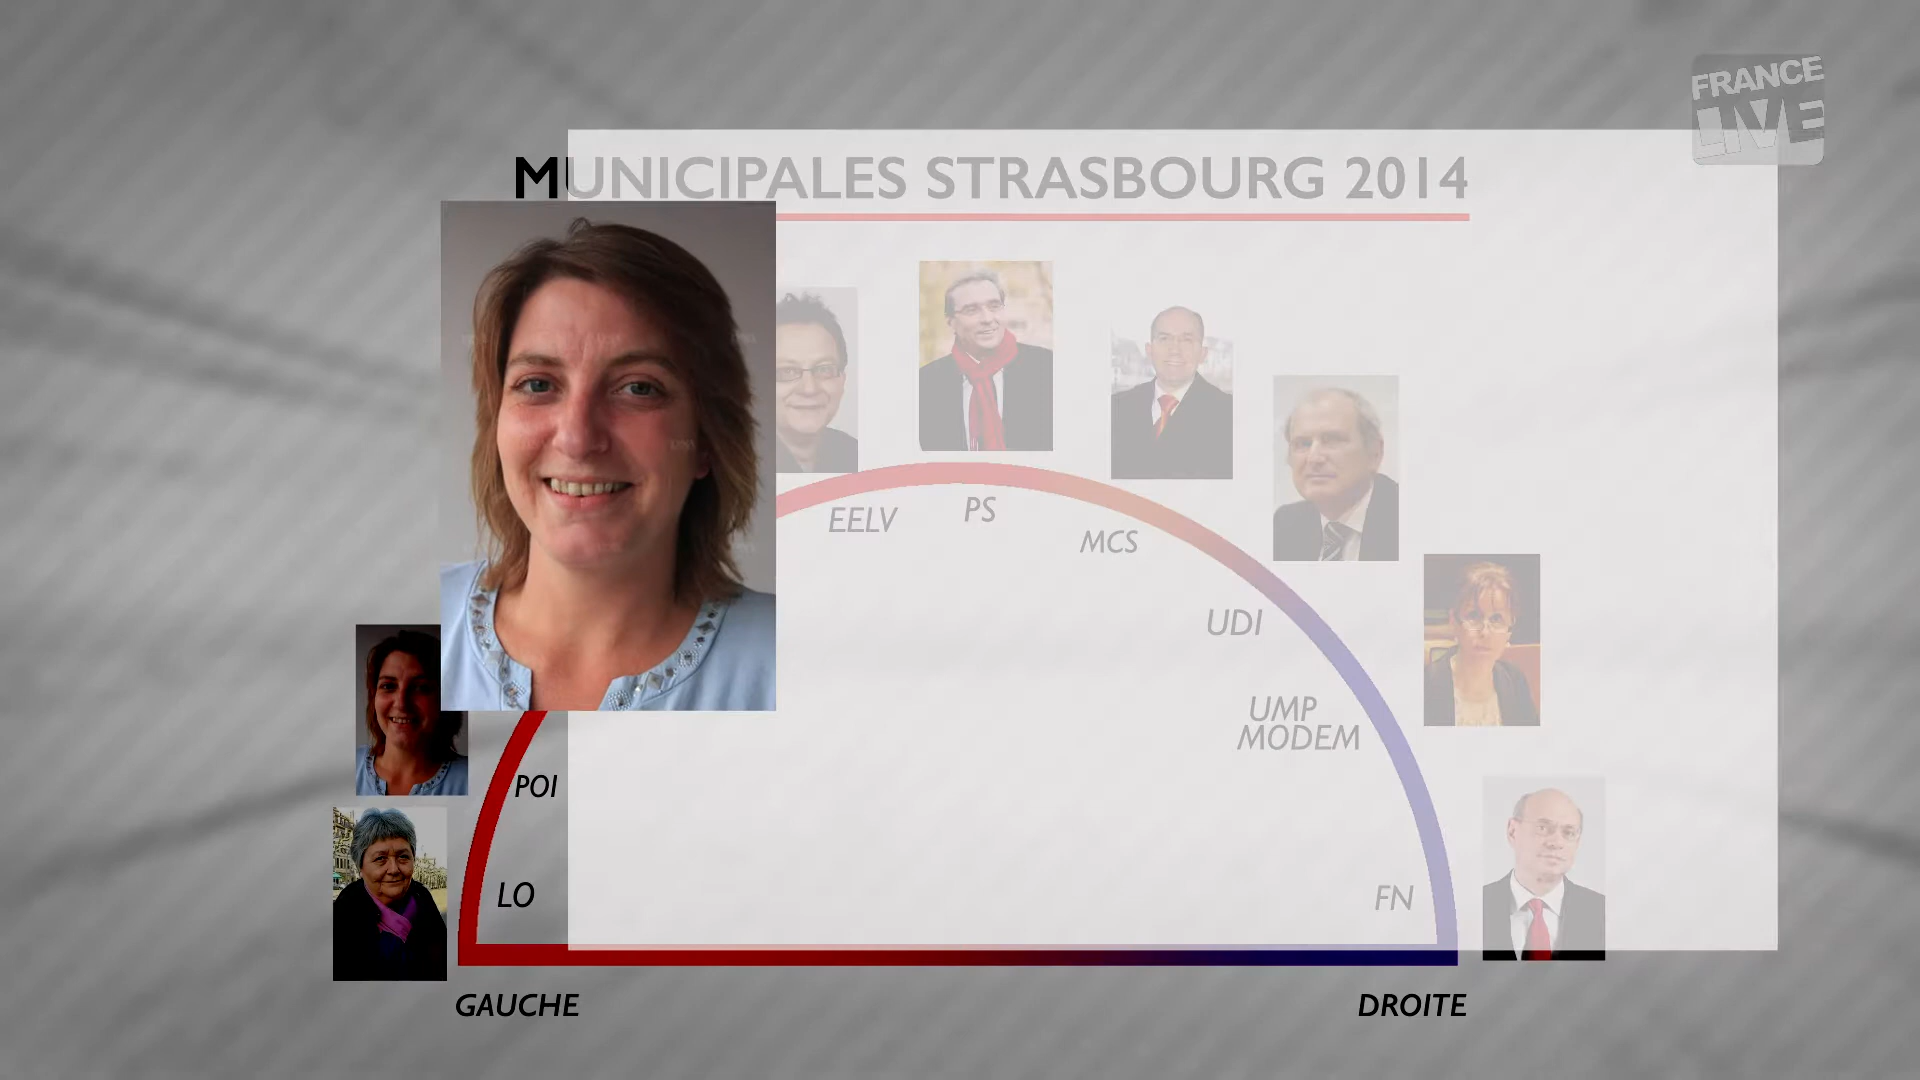 FRANCE
LIVE
MUNICIPALES STRASBOURG 2014
EELV
PS
MCS
UDI
UMP
MODEM
POI
LO
FN
GAUCHE
DROITE